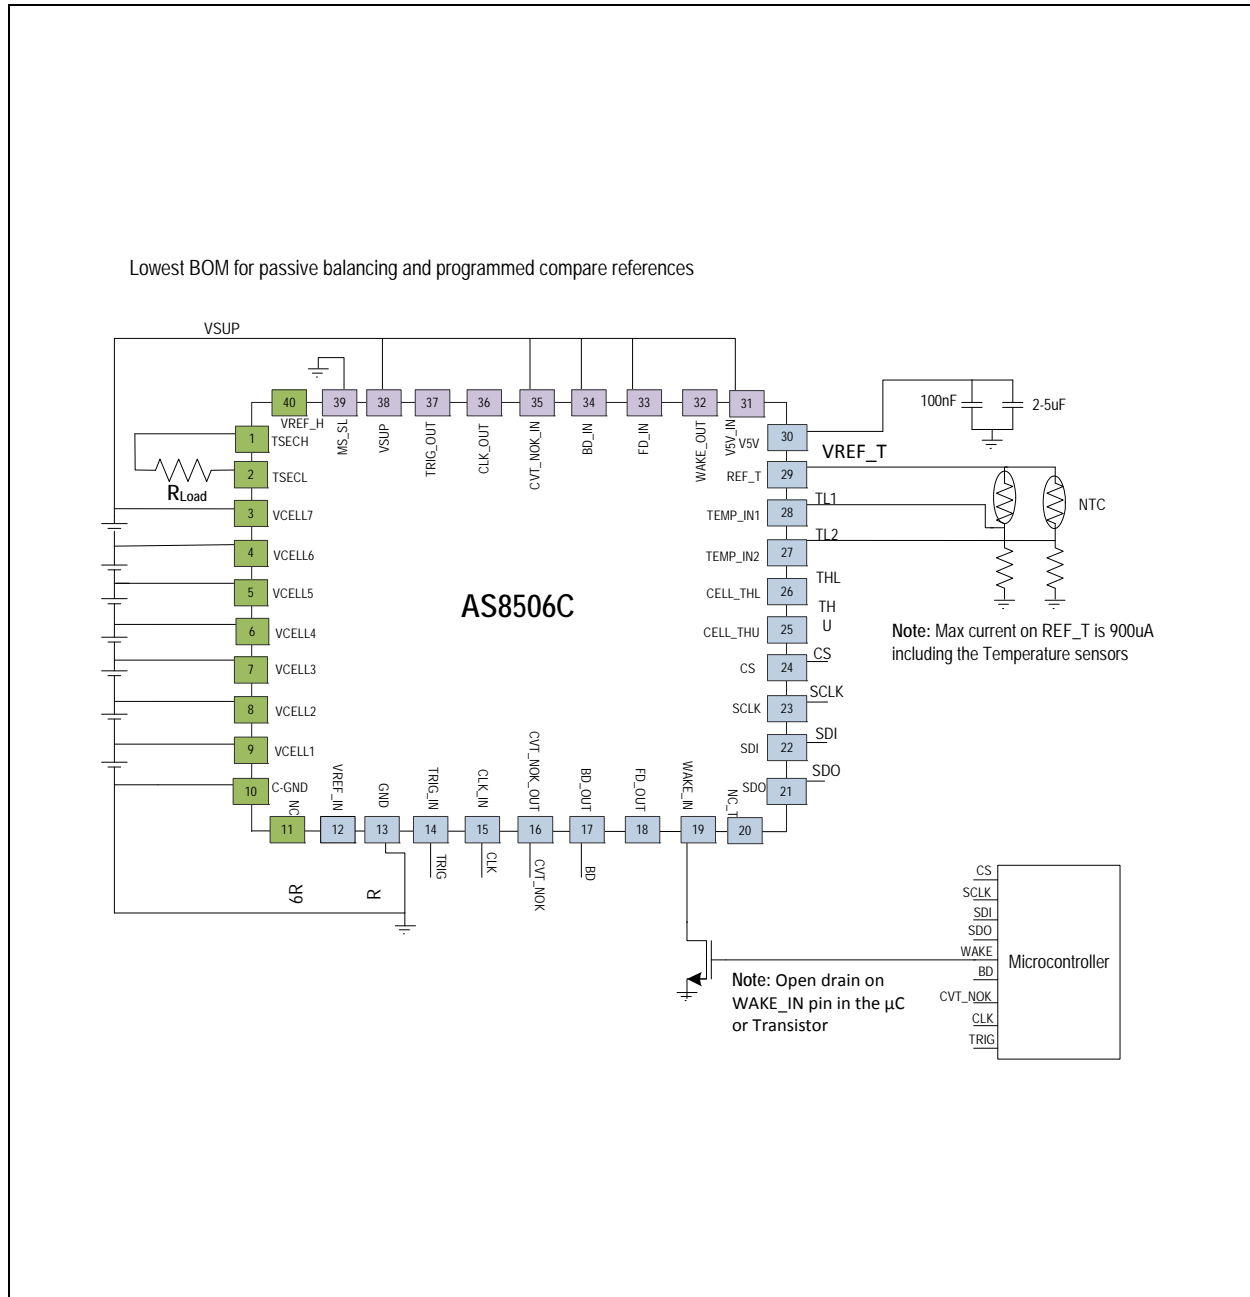 Lowest BOM for passive balancing and programmed compare references
VSUP
40
39
38
37
36
35
34
33
32
31
VREF_H
MS_SL
VSUP
TRIG_OUT
CLK_OUT
CVT_NOK_IN
BD_IN
FD_IN
WAKE_OUT
V5V_IN
1
TSECH
2
TSECL
RLoad
3
VCELL7
4
VCELL6
5
VCELL5
6
VCELL4
7
VCELL3
8
VCELL2
9
VCELL1
10
C-GND
AS8506C
V5V
30
100nF
2-5uF
VREF_T
REF_T
29
TL1
TEMP_IN1
28
NTC
TL2
TEMP_IN2
27
THL
CELL_THL
26
TH
U
CELL_THU
25
Note: Max current on REF_T is 900uA
including the Temperature sensors
CS
CS
24
SCLK
SCLK
23
SDI
SDI
22
SDO
SDO
21
NC
VREF_IN
GND
TRIG_IN
CLK_IN
CVT_NOK_OUT
BD_OUT
FD_OUT
WAKE_IN
NC_T
11
12
13
14
15
16
17
18
19
20
6R
R
TRIG
CLK
CVT_NOK
BD
Note: Open drain on
WAKE_IN pin in the µC
or Transistor
CS
SCLK
SDI
SDO
WAKE
BD
CVT_NOK
CLK
TRIG
Microcontroller